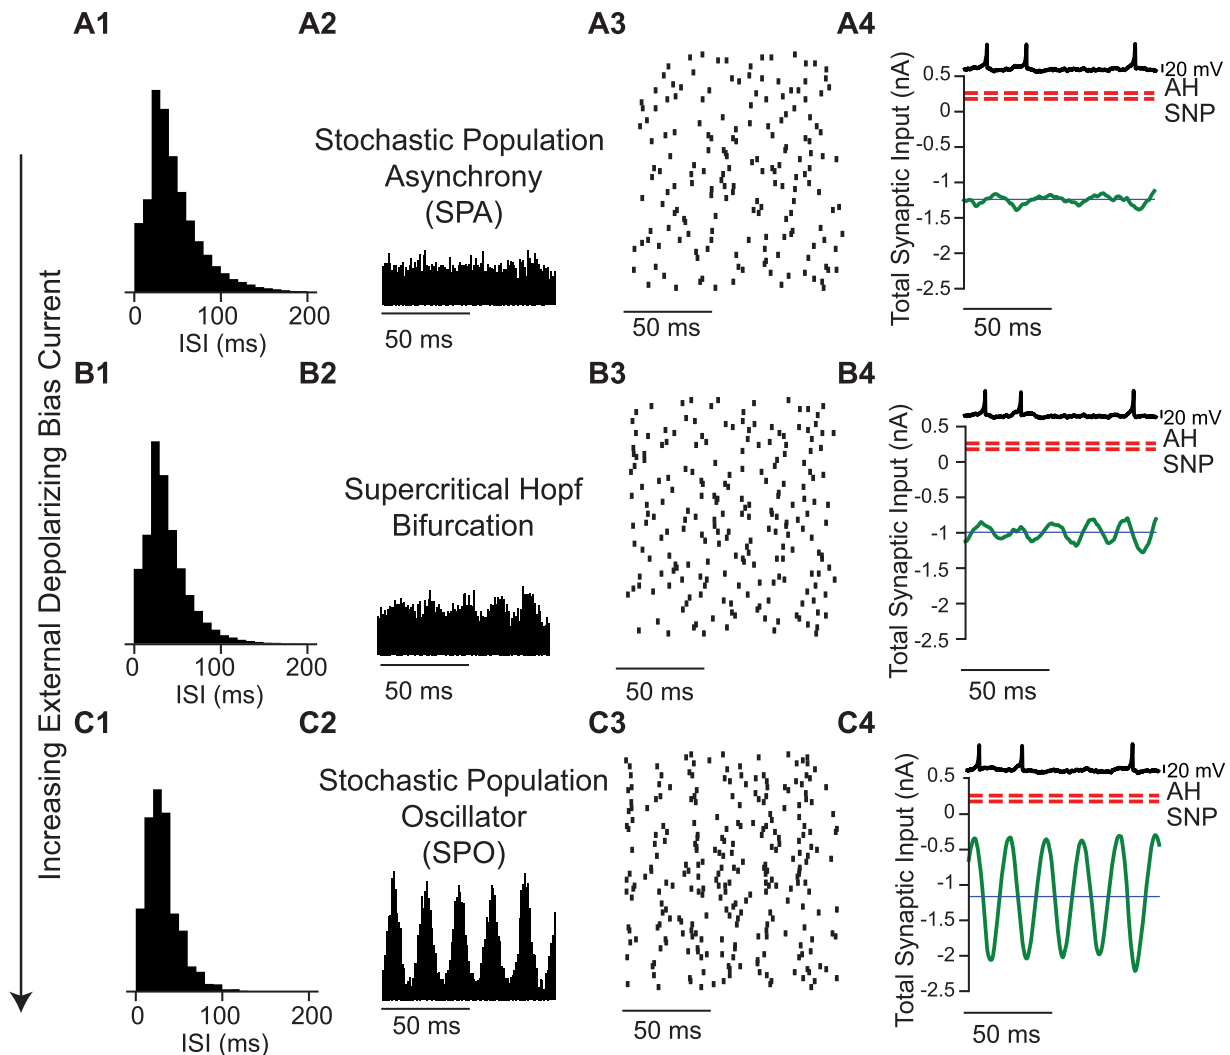 Increasing External Depolarizing Bias Current
A1
0 100 200
ISI (ms)
A2
Stochastic Population
Asynchrony
(SPA)
50 ms
A3
50 ms
A4
20 mV
AH
SNP
Total Synaptic Input (nA)
0.5
0
-0.5
-1
-1.5
-2
-2.5
50 ms
B1
0 100 200
ISI (ms)
B2
Supercritical Hopf
Bifurcation
50 ms
B3
50 ms
B4
20 mV
AH
SNP
Total Synaptic Input (nA)
0.5
0
-0.5
-1
-1.5
-2
-2.5
50 ms
C1
0 100 200
ISI (ms)
C2
Stochastic Population
Oscillator
(SPO)
50 ms
C3
50 ms
C4
20 mV
AH
SNP
Total Synaptic Input (nA)
0.5
0
-0.5
-1
-1.5
-2
-2.5
50 ms